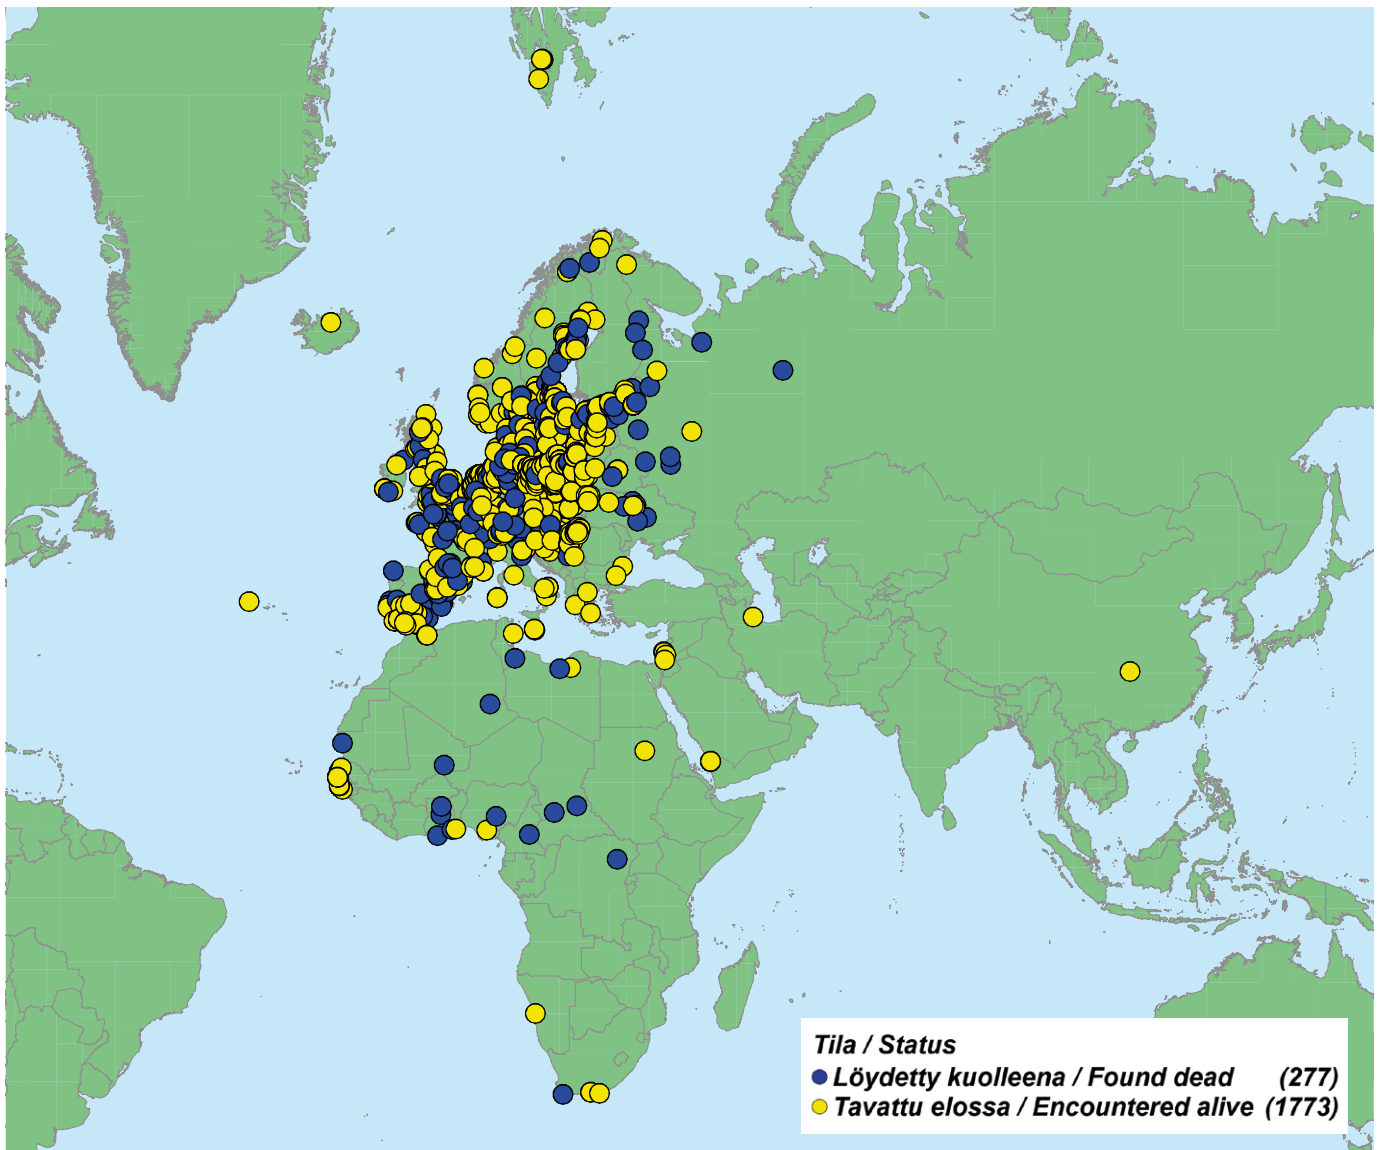 Tila / Status
Löydetty kuolleena / Found dead (277)
Tavattu elossa / Encountered alive (1773)